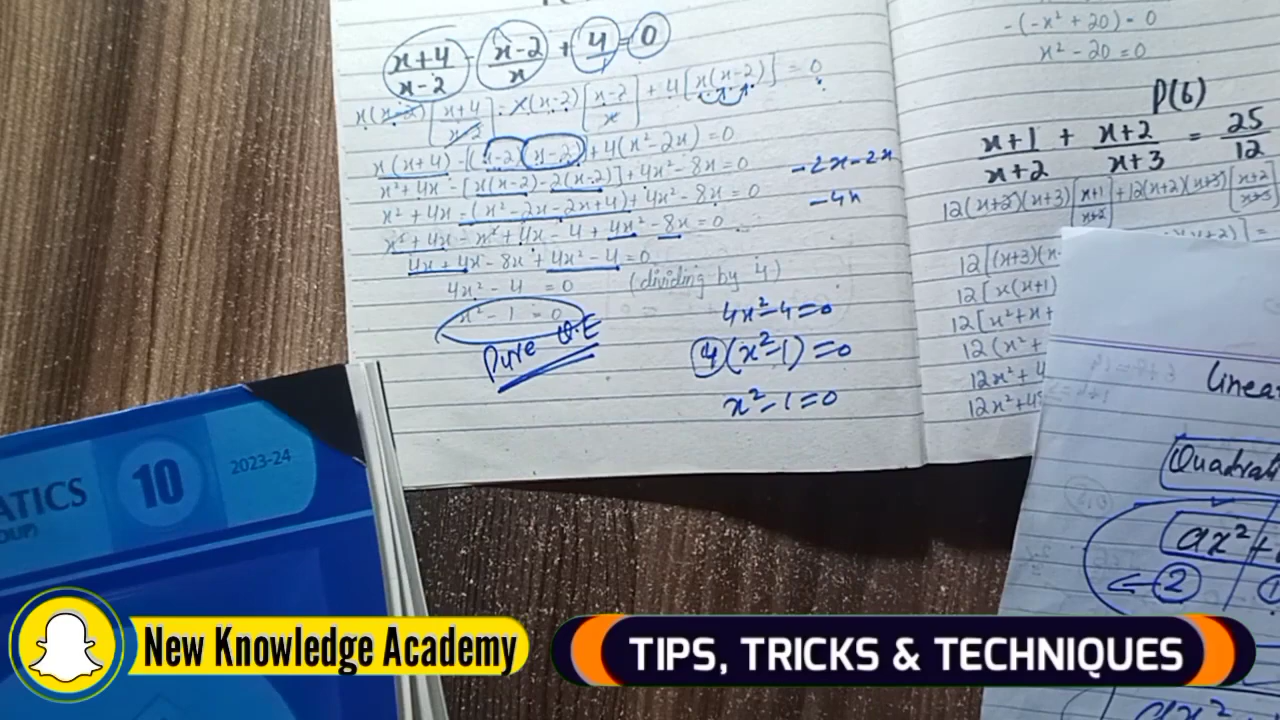 x+4/x-2 - x-2/x + 4 = 0
x(x-2)[x+4/x-2] - x(x-2)[x-2/x] + 4[x(x-2)] = 0
x(x+4) - [(x-2)(x-2)] + 4(x²-2x) = 0
x²+4x - [x(x-2)-2(x-2)] + 4x²-8x = 0
x²+4x - (x²-2x-2x+4) + 4x²-8x = 0
x²+4x - x²+4x-4+4x²-8x = 0
4x+4x-8x+4x²-4 = 0
4x²-4 = 0 (dividing by 4)
x²-1 = 0
Pure Q.E
-2x-2x
-4x
4x²-4=0
4(x²-1)=0
x²-1=0
-(-x²+20) = 0
x²-20 = 0
P(6)
x+1/x+2 + x+2/x+3 = 25/12
12(x+2)(x+3)[x+1/x+2]+12(x+2)(x+3)[x+2/x+3]
12[(x+3)(x
12[x(x+1)
12[x²+x+
12(x²+
12x²+4
12x²+4
Linea
Quadrat
ax²+
2
ax²+
ATICS
10
2023-24
New Knowledge Academy
TIPS, TRICKS & TECHNIQUES